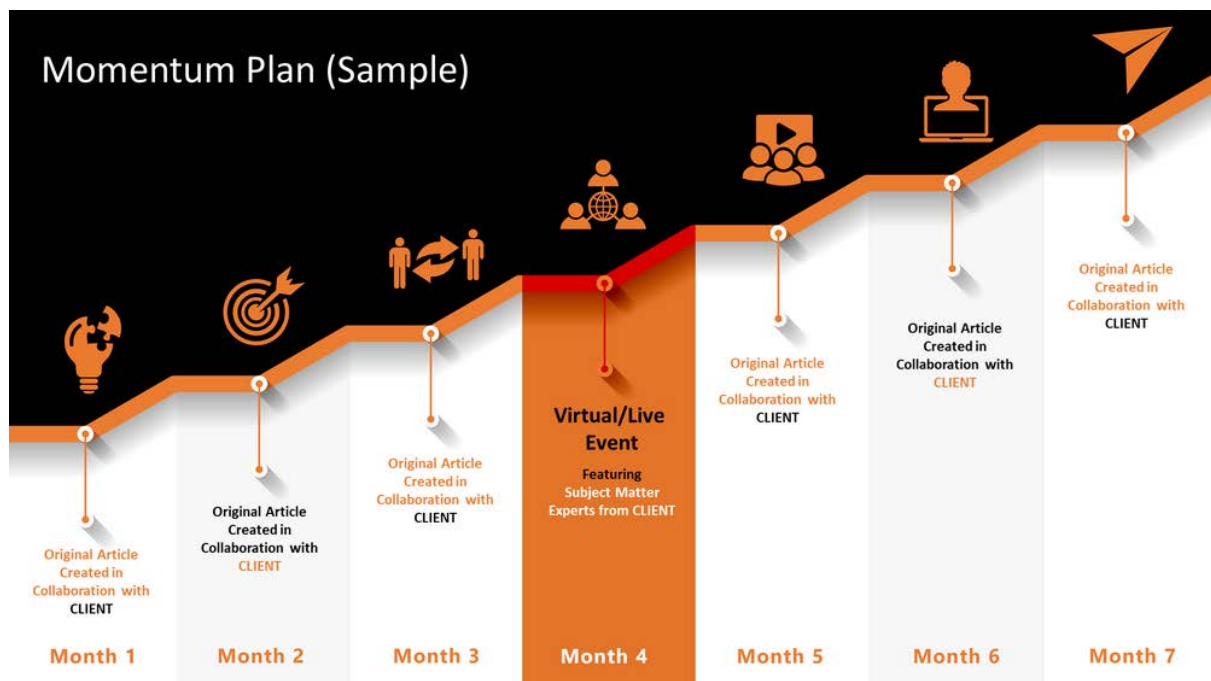 Momentum Plan (Sample)
Original Article
Created in
Collaboration with
CLIENT
Month 1
Original Article
Created in
Collaboration with
CLIENT
Month 2
Original Article
Created in
Collaboration with
CLIENT
Month 3
Virtual/Live
Event
Featuring
Subject Matter
Experts from CLIENT
Month 4
Original Article
Created in
Collaboration with
CLIENT
Month 5
Original Article
Created in
Collaboration with
CLIENT
Month 6
Original Article
Created in
Collaboration with
CLIENT
Month 7